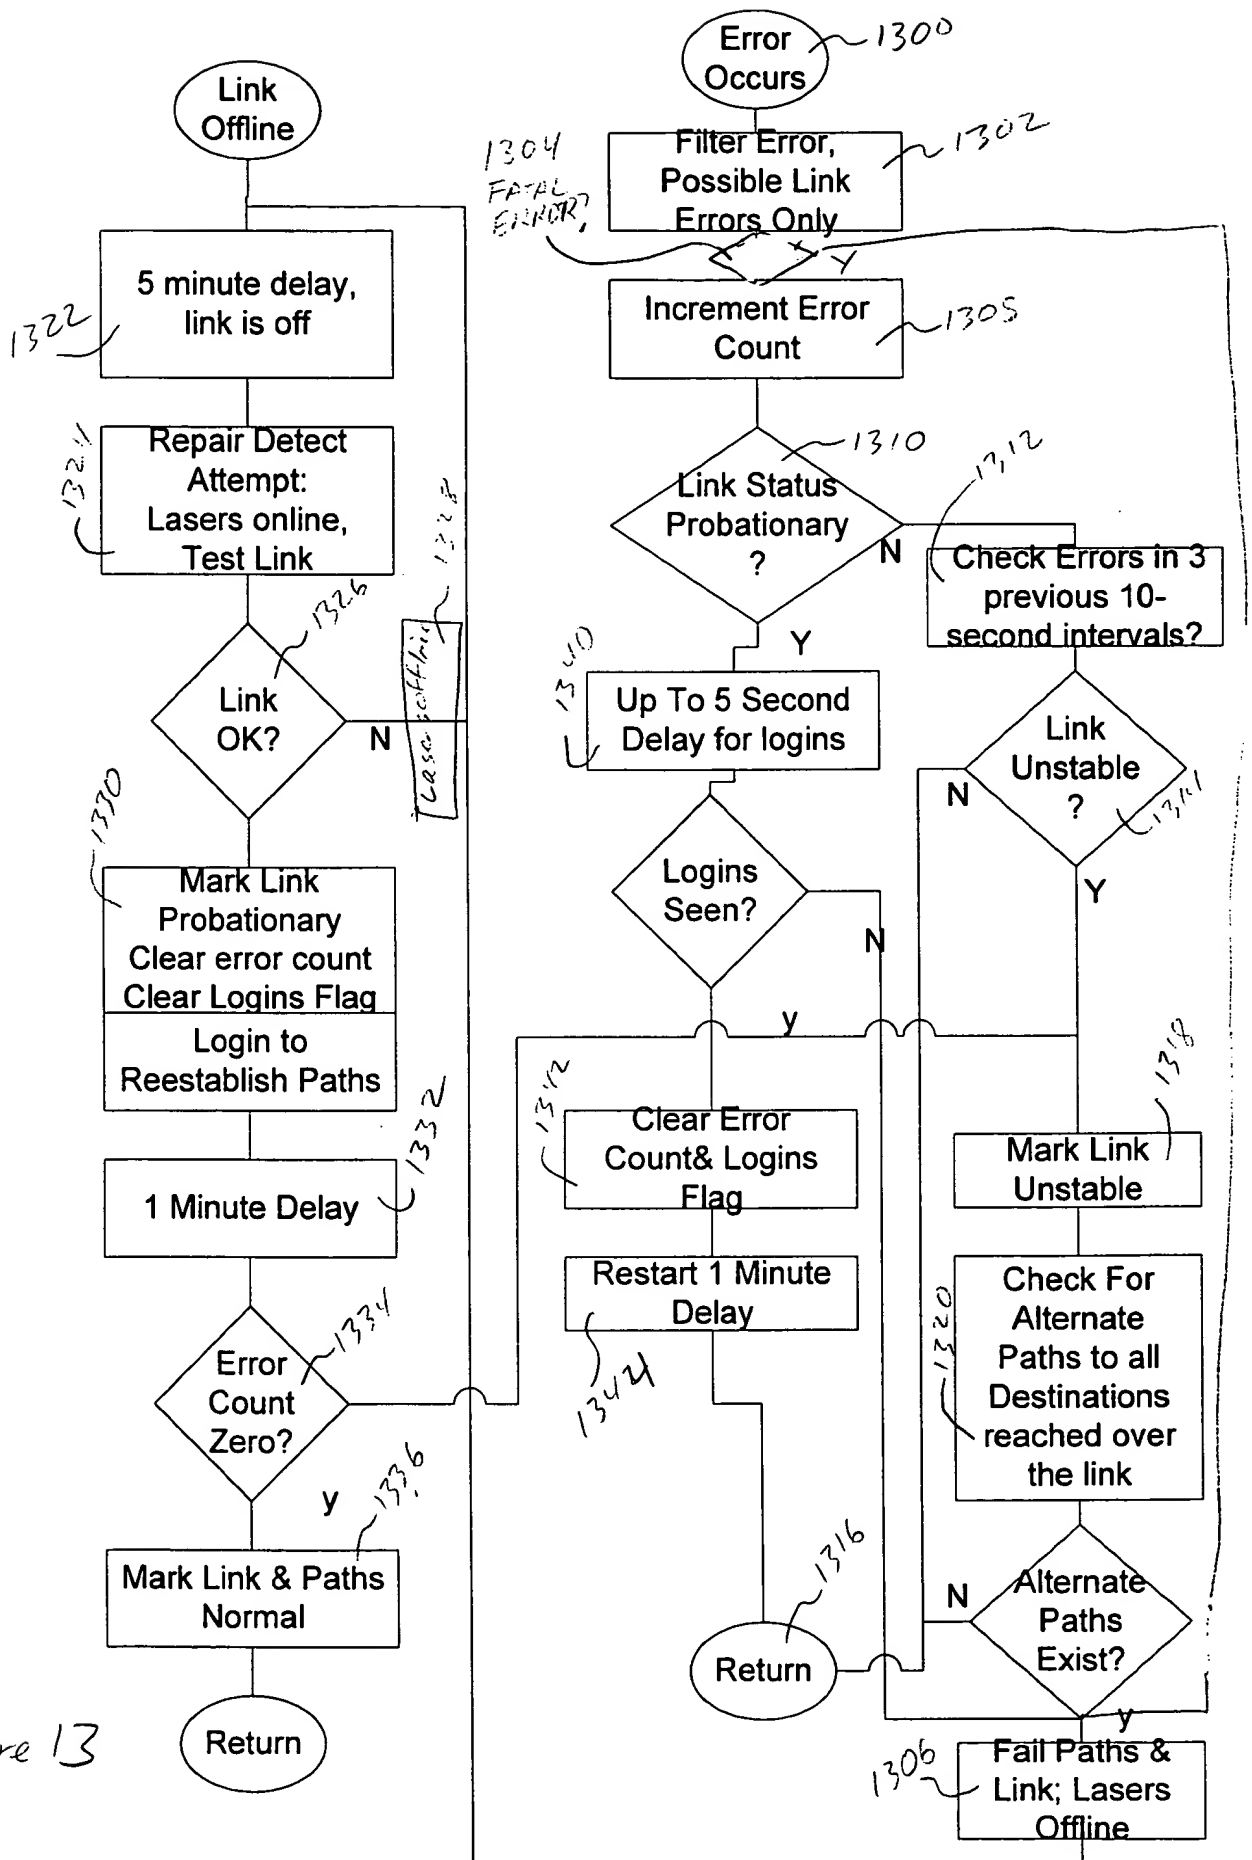 Link
Offline
5 minute delay,
link is off
1322
Repair Detect
Attempt:
Lasers online,
Test Link
1324
1326
Link
OK?
N
1328
Lasers offline
1330
Mark Link
Probationary
Clear error count
Clear Logins Flag
Login to
Reestablish Paths
1332
1 Minute Delay
1334
Error
Count
Zero?
y
1336
Mark Link & Paths
Normal
Return
re 13
Error
Occurs
1300
Filter Error,
Possible Link
Errors Only
1302
1304
FATAL
ERROR?
Y
Increment Error
Count
1305
1310
Link Status
Probationary
?
N
Y
1340
Up To 5 Second
Delay for logins
Logins
Seen?
N
y
1342
Clear Error
Count& Logins
Flag
Restart 1 Minute
Delay
1344
1316
Return
1312
Check Errors in 3
previous 10-
second intervals?
Link
Unstable
?
N
Y
1318
Mark Link
Unstable
1320
Check For
Alternate
Paths to all
Destinations
reached over
the link
N
Alternate
Paths
Exist?
y
1306
Fail Paths &
Link; Lasers
Offline